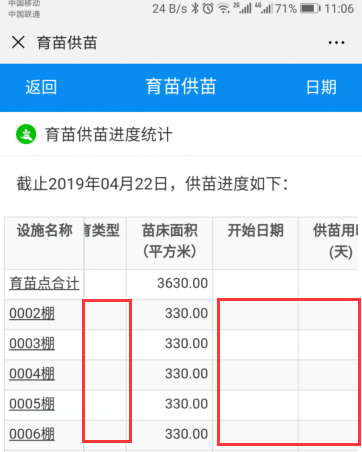 中国移动
中国联通
24 B/s 2G 4G 71% 11:06
育苗供苗
返回 育苗供苗 日期
育苗供苗进度统计
截止2019年04月22日，供苗进度如下：
设施名称 育类型 苗床面积 开始日期 供苗用
（平方米） (天)
育苗点合计 3630.00
0002棚 330.00
0003棚 330.00
0004棚 330.00
0005棚 330.00
0006棚 330.00